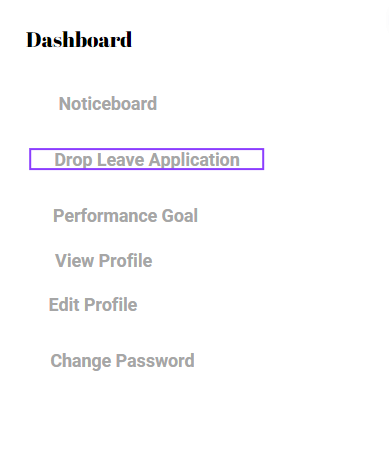 Dashboard
Noticeboard
Drop Leave Application
Performance Goal
View Profile
Edit Profile
Change Password